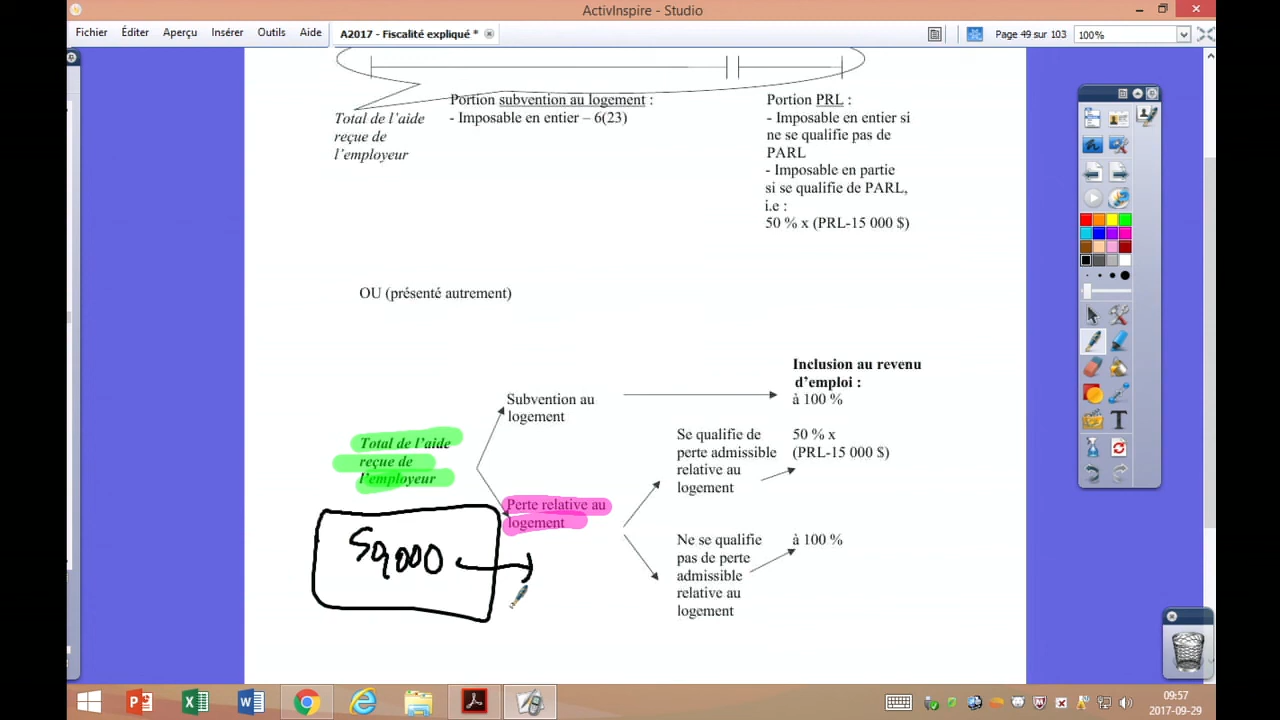 ActivInspire - Studio
Fichier Éditer Aperçu Insérer Outils Aide
A2017 - Fiscalité expliqué *
Page 49 sur 103
100%
Total de l'aide
reçue de
l'employeur
Portion subvention au logement :
- Imposable en entier – 6(23)
Portion PRL :
- Imposable en entier si
ne se qualifie pas de
PARL
- Imposable en partie
si se qualifie de PARL,
i.e :
50 % x (PRL-15 000 $)
OU (présenté autrement)
Inclusion au revenu
d'emploi :
Subvention au
logement
à 100 %
Total de l'aide
reçue de
l'employeur
Se qualifie de
perte admissible
relative au
logement
50 % x
(PRL-15 000 $)
Perte relative au
logement
Ne se qualifie
pas de perte
admissible
relative au
logement
à 100 %
59,000
09:57
2017-09-29